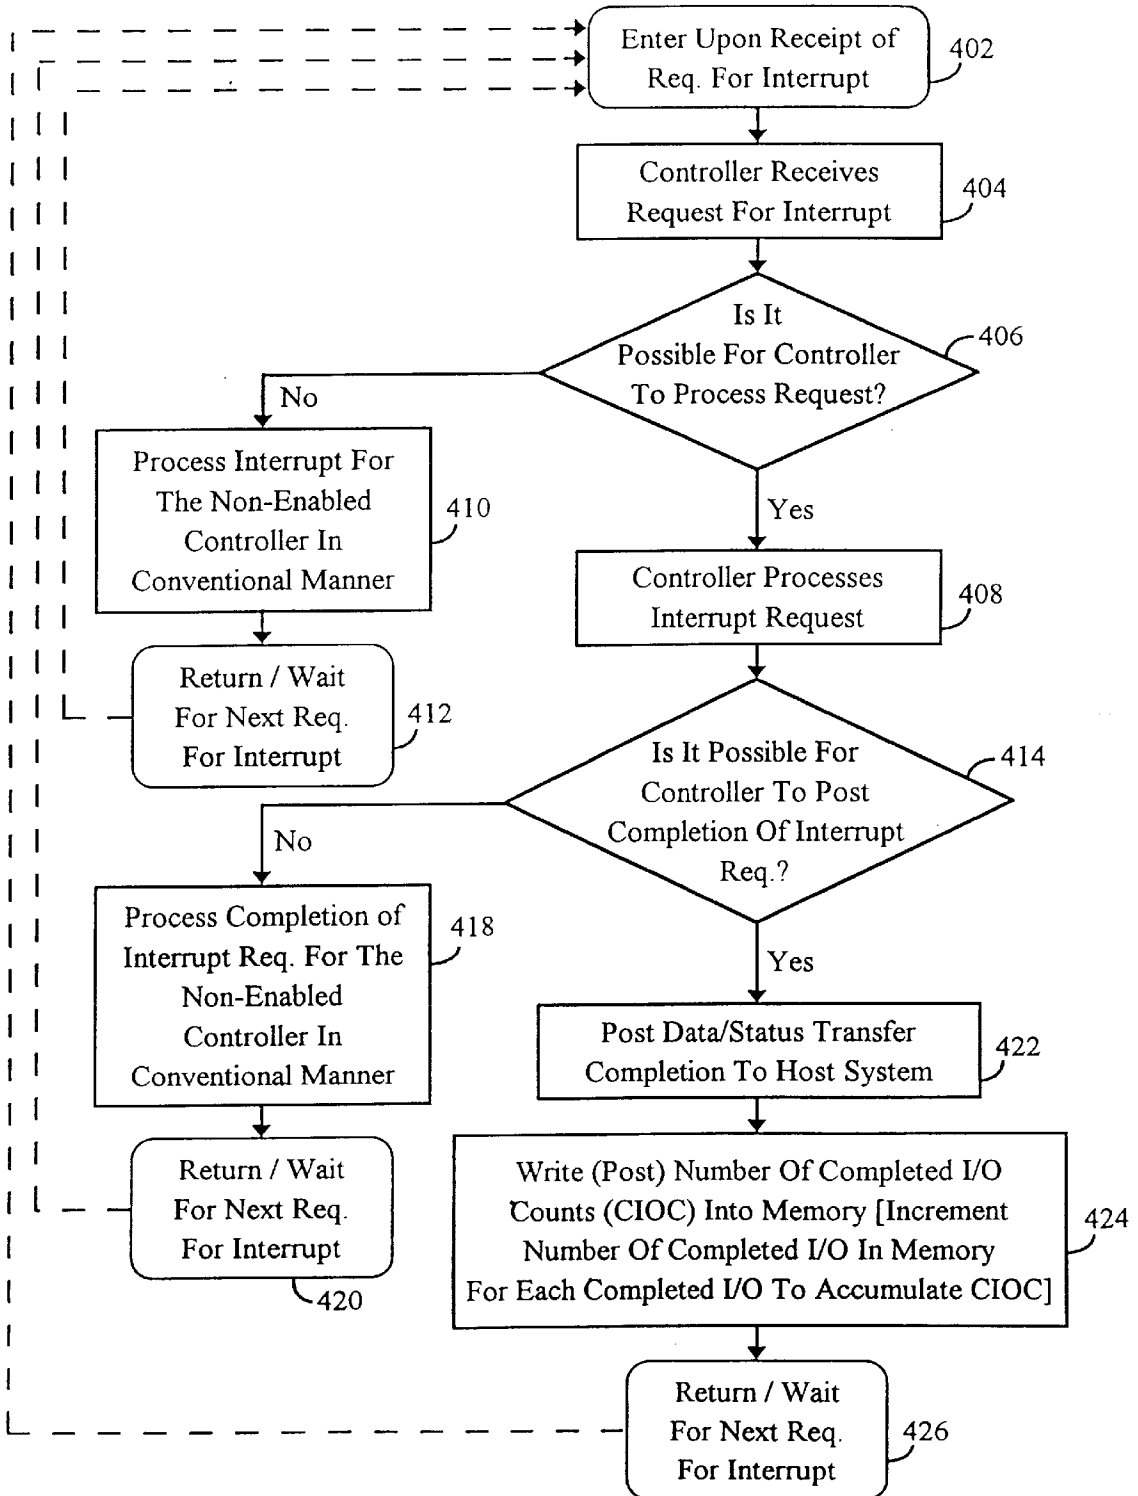 Enter Upon Receipt of
Req. For Interrupt
402
Controller Receives
Request For Interrupt
404
Is It
Possible For Controller
To Process Request?
406
No
Yes
Process Interrupt For
The Non-Enabled
Controller In
Conventional Manner
410
Controller Processes
Interrupt Request
408
Return / Wait
For Next Req.
For Interrupt
412
Is It Possible For
Controller To Post
Completion Of Interrupt
Req.?
414
No
Yes
Process Completion of
Interrupt Req. For The
Non-Enabled
Controller In
Conventional Manner
418
Post Data/Status Transfer
Completion To Host System
422
Return / Wait
For Next Req.
For Interrupt
420
Write (Post) Number Of Completed I/O
Counts (CIOC) Into Memory [Increment
Number Of Completed I/O In Memory
For Each Completed I/O To Accumulate CIOC]
424
Return / Wait
For Next Req.
For Interrupt
426